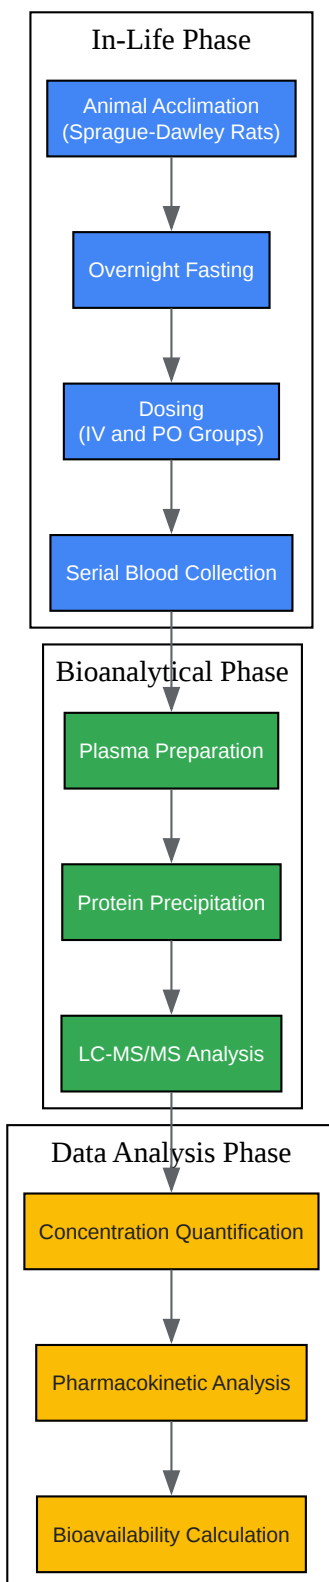 In-Life Phase
Animal Acclimation
(Sprague-Dawley Rats)
Overnight Fasting
Dosing
(IV and PO Groups)
Serial Blood Collection
Bioanalytical Phase
Plasma Preparation
Protein Precipitation
LC-MS/MS Analysis
Data Analysis Phase
Concentration Quantification
Pharmacokinetic Analysis
Bioavailability Calculation